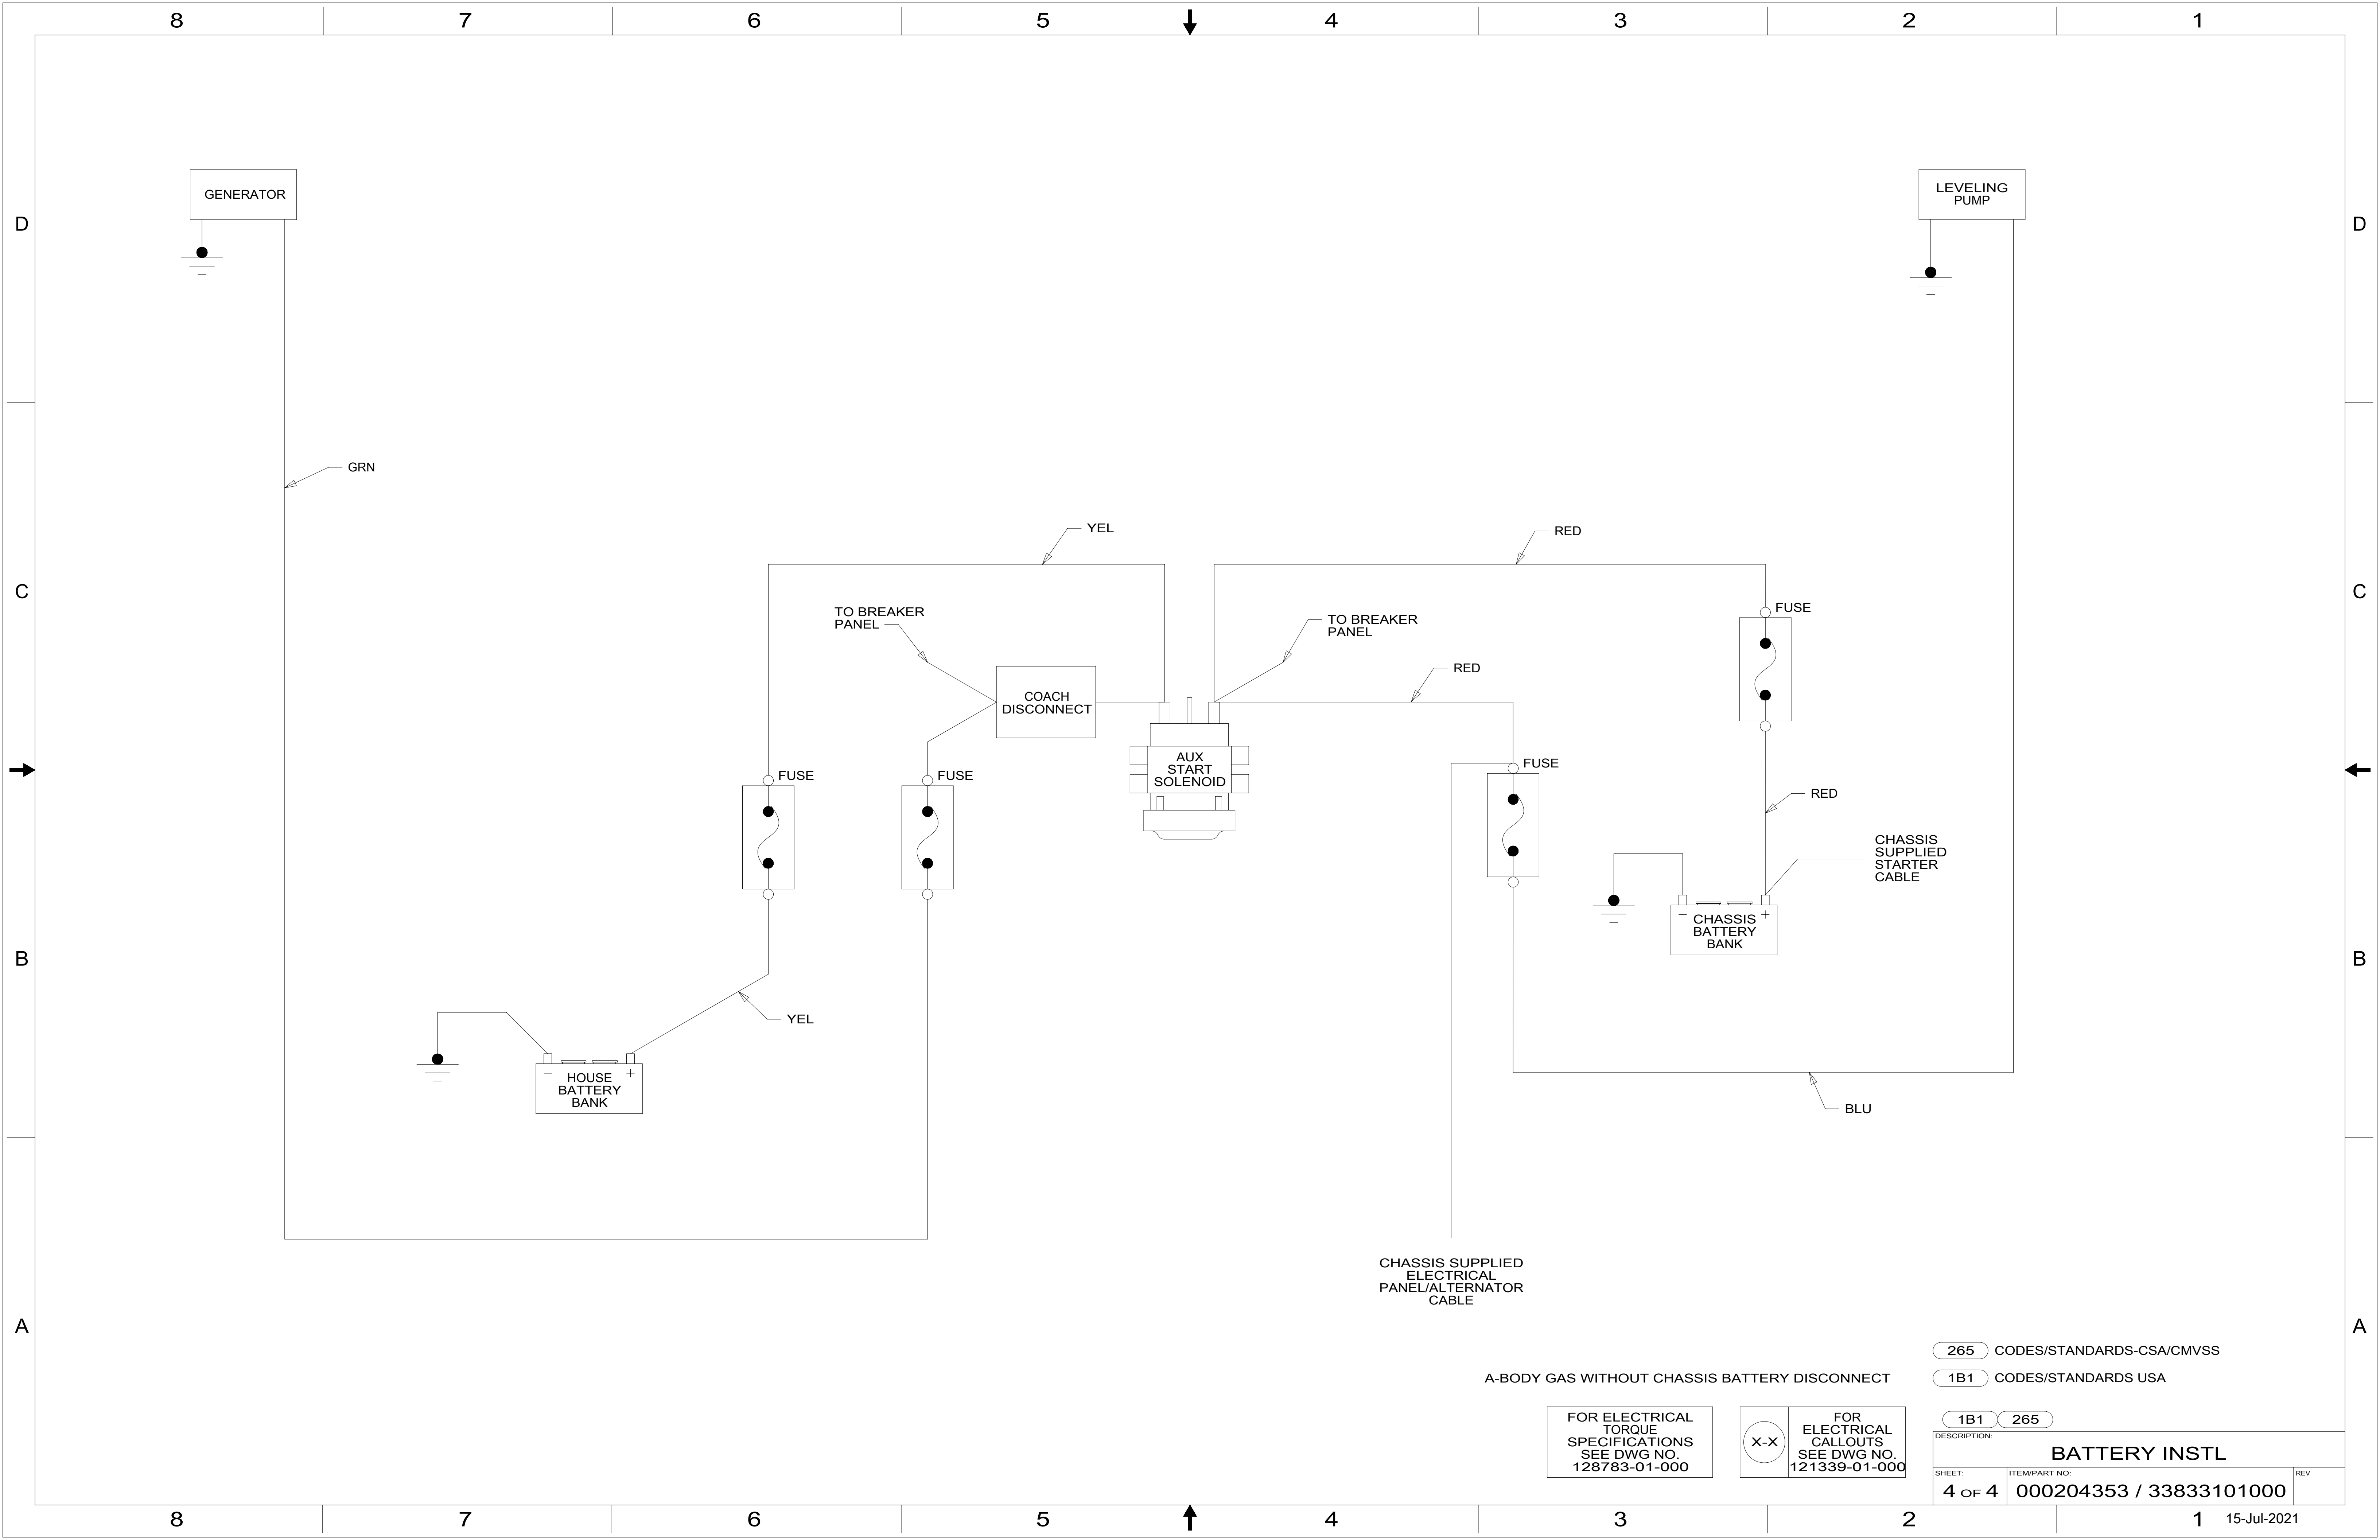 8 7 6 5 4 3 2 1
GENERATOR
LEVELING
PUMP
D
D
GRN
YEL
RED
C
C
TO BREAKER
PANEL
TO BREAKER
PANEL
FUSE
RED
COACH
DISCONNECT
AUX
START
SOLENOID
FUSE
FUSE
FUSE
RED
CHASSIS
SUPPLIED
STARTER
CABLE
- +
CHASSIS
BATTERY
BANK
B
B
YEL
- +
HOUSE
BATTERY
BANK
BLU
CHASSIS SUPPLIED
ELECTRICAL
PANEL/ALTERNATOR
CABLE
A
A
265 CODES/STANDARDS-CSA/CMVSS
A-BODY GAS WITHOUT CHASSIS BATTERY DISCONNECT
1B1 CODES/STANDARDS USA
FOR ELECTRICAL
TORQUE
SPECIFICATIONS
SEE DWG NO.
128783-01-000
X-X
FOR
ELECTRICAL
CALLOUTS
SEE DWG NO.
121339-01-000
1B1 265
DESCRIPTION:
BATTERY INSTL
SHEET:
4 OF 4
ITEM/PART NO:
000204353 / 33833101000
REV
8 7 6 5 4 3 2 1
15-Jul-2021